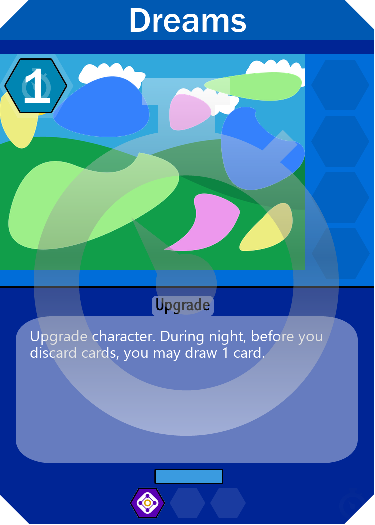 Dreams
1
Upgrade
Upgrade character. During night, before you
discard cards, you may draw 1 card.